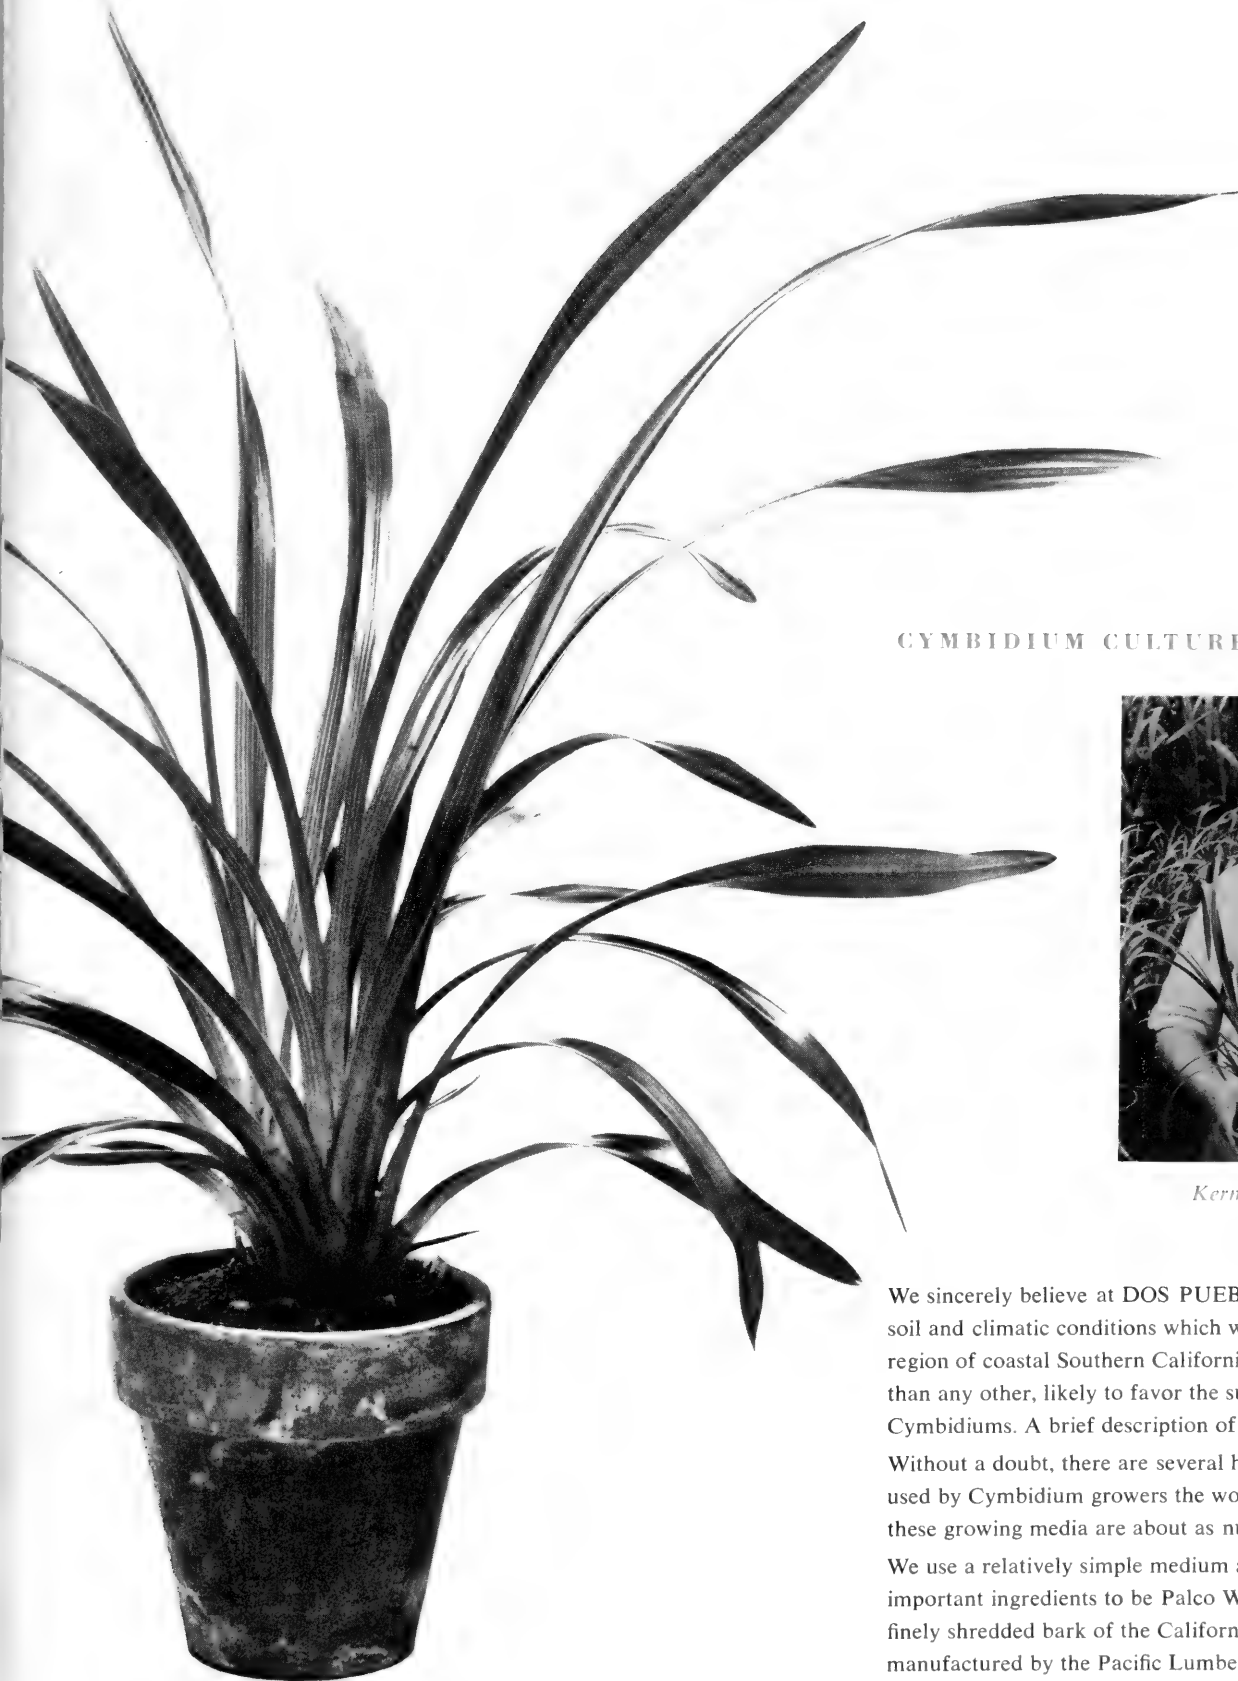 CYMBIDIUM CULTURE
Kern
We sincerely believe at DOS PUEB
soil and climatic conditions which w
region of coastal Southern Californi
than any other, likely to favor the su
Cymbidiums. A brief description of
Without a doubt, there are several h
used by Cymbidium growers the wo
these growing media are about as nu
We use a relatively simple medium a
important ingredients to be Palco W
finely shredded bark of the Californ
manufactured by the Pacific Lumbe